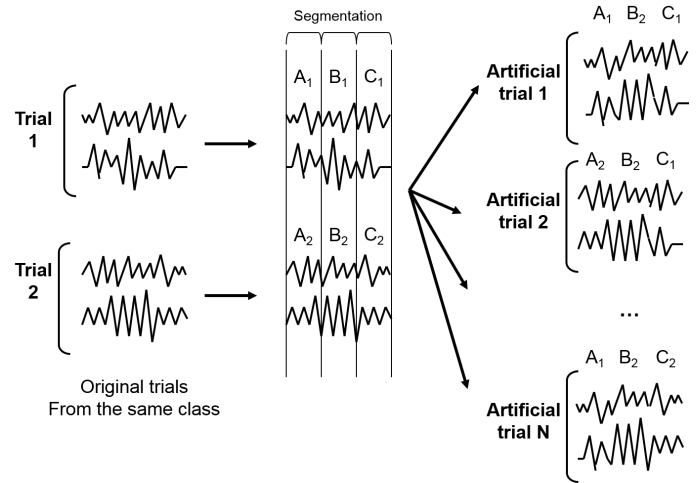 Segmentation
Trial
1
A₁ B₁ C₁
Trial
2
A₂ B₂ C₂
Original trials
From the same class
A₁ B₂ C₁
Artificial
trial 1
A₂ B₂ C₁
Artificial
trial 2
...
A₁ B₂ C₂
Artificial
trial N